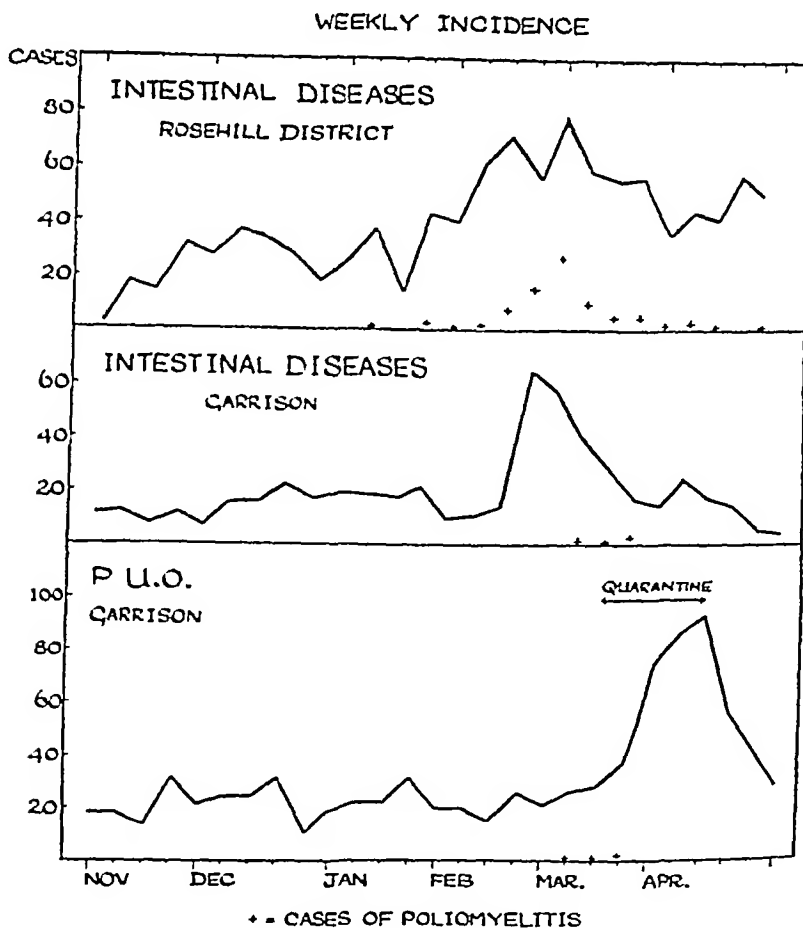 WEEKLY INCIDENCE
CASES
INTESTINAL DISEASES
ROSEHILL DISTRICT
80
60
40
20
INTESTINAL DISEASES
GARRISON
60
40
20
P U.O.
GARRISON
QUARANTINE
100
80
60
40
20
NOV DEC JAN FEB MAR. APR.
+ = CASES OF POLIOMYELITIS